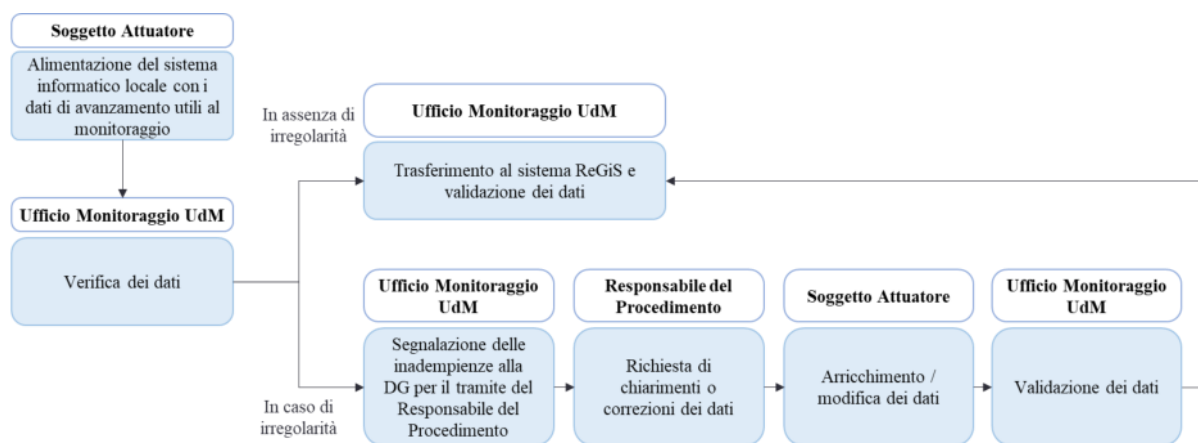 Soggetto Attuatore
Alimentazione del sistema
informatico locale con i
dati di avanzamento utili al
monitoraggio
Ufficio Monitoraggio UdM
Verifica dei dati
In assenza di
irregolarità
Ufficio Monitoraggio UdM
Trasferimento al sistema ReGiS e
validazione dei dati
In caso di
irregolarità
Ufficio Monitoraggio
UdM
Segnalazione delle
inadempienze alla
DG per il tramite del
Responsabile del
Procedimento
Responsabile del
Procedimento
Richiesta di
chiarimenti o
correzioni dei dati
Soggetto Attuatore
Arricchimento /
modifica dei dati
Ufficio Monitoraggio
UdM
Validazione dei dati